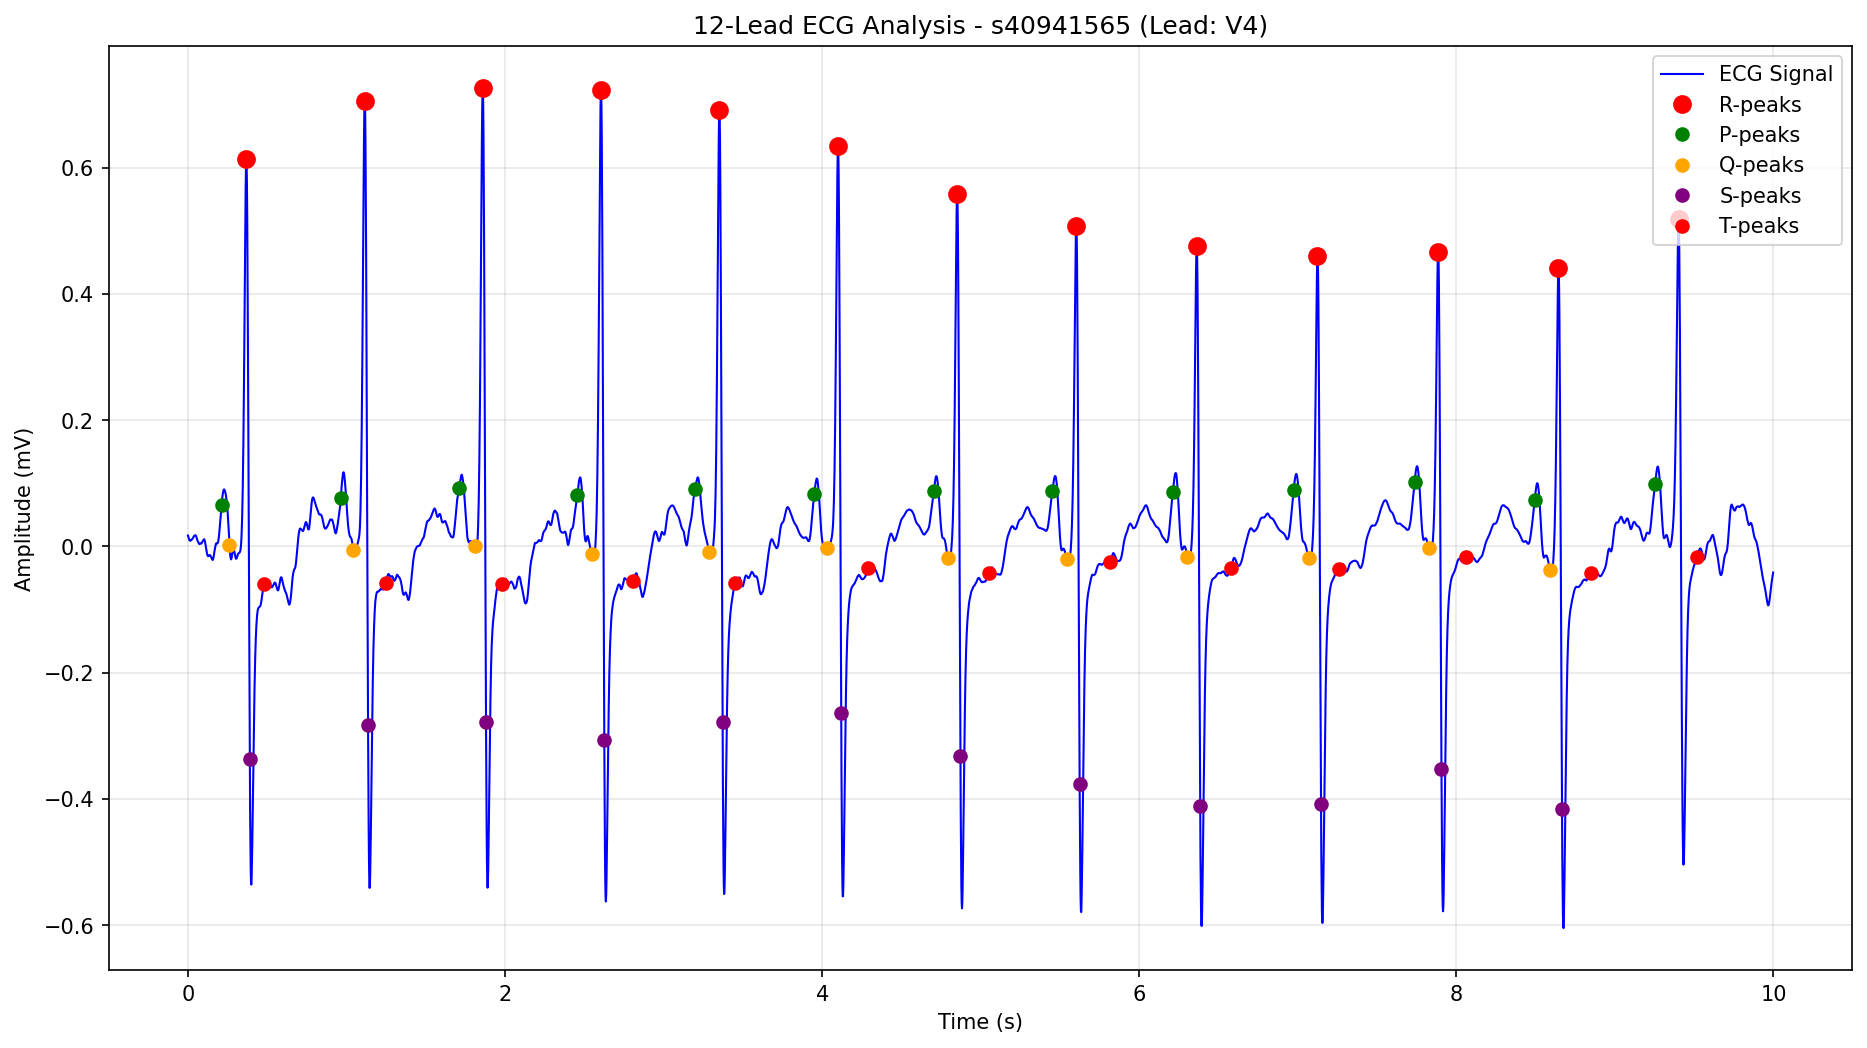 12-Lead ECG Analysis - s40941565 (Lead: V4)
ECG Signal
R-peaks
P-peaks
Q-peaks
S-peaks
T-peaks
Amplitude (mV)
0.6
0.4
0.2
0.0
−0.2
−0.4
−0.6
0 2 4 6 8 10
Time (s)